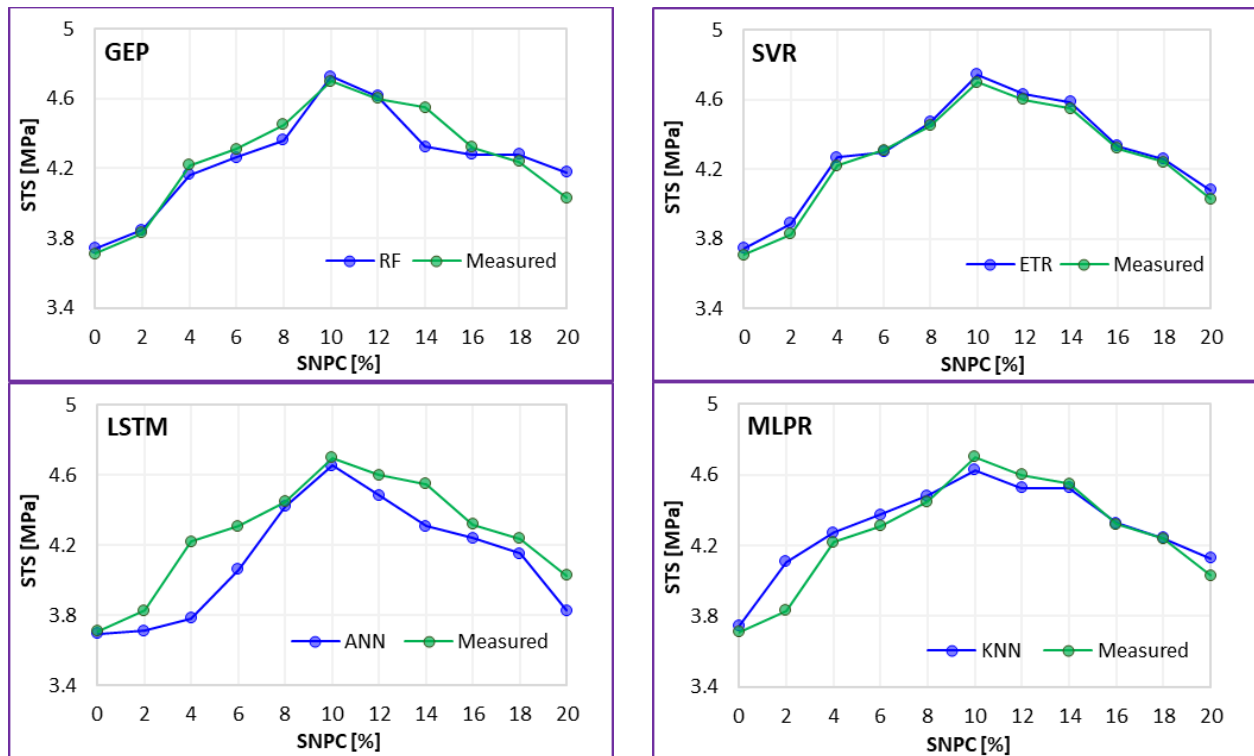 GEP
STS [MPa]
5
4.6
4.2
3.8
3.4
RF Measured
0 2 4 6 8 10 12 14 16 18 20
SNPC [%]
SVR
STS [MPa]
5
4.6
4.2
3.8
3.4
ETR Measured
0 2 4 6 8 10 12 14 16 18 20
SNPC [%]
LSTM
STS [MPa]
5
4.6
4.2
3.8
3.4
ANN Measured
0 2 4 6 8 10 12 14 16 18 20
SNPC [%]
MLPR
STS [MPa]
5
4.6
4.2
3.8
3.4
KNN Measured
0 2 4 6 8 10 12 14 16 18 20
SNPC [%]